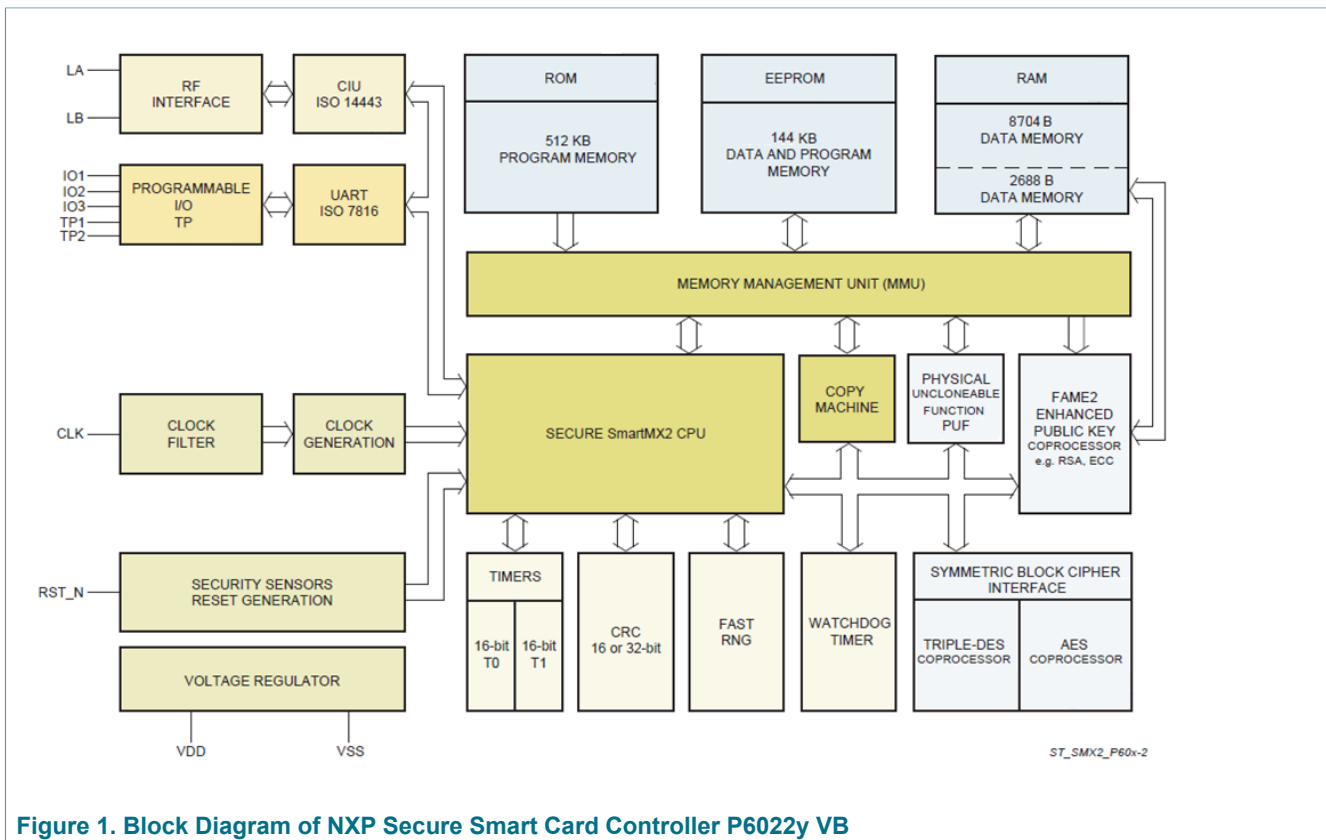 LA
LB
RF
INTERFACE
CIU
ISO 14443
IO1
IO2
IO3
TP1
TP2
PROGRAMMABLE
I/O
TP
UART
ISO 7816
ROM
512 KB
PROGRAM MEMORY
EEPROM
144 KB
DATA AND PROGRAM
MEMORY
RAM
8704 B
DATA MEMORY
2688 B
DATA MEMORY
MEMORY MANAGEMENT UNIT (MMU)
CLK
CLOCK
FILTER
CLOCK
GENERATION
SECURE SmartMX2 CPU
COPY
MACHINE
PHYSICAL
UNCLONEABLE
FUNCTION
PUF
FAME2
ENHANCED
PUBLIC KEY
COPROCESSOR
e.g. RSA, ECC
RST_N
SECURITY SENSORS
RESET GENERATION
VOLTAGE REGULATOR
VDD
VSS
TIMERS
16-bit
T0
16-bit
T1
CRC
16 or 32-bit
FAST
RNG
WATCHDOG
TIMER
SYMMETRIC BLOCK CIPHER
INTERFACE
TRIPLE-DES
COPROCESSOR
AES
COPROCESSOR
ST_SMX2_P60x-2
Figure 1. Block Diagram of NXP Secure Smart Card Controller P6022y VB